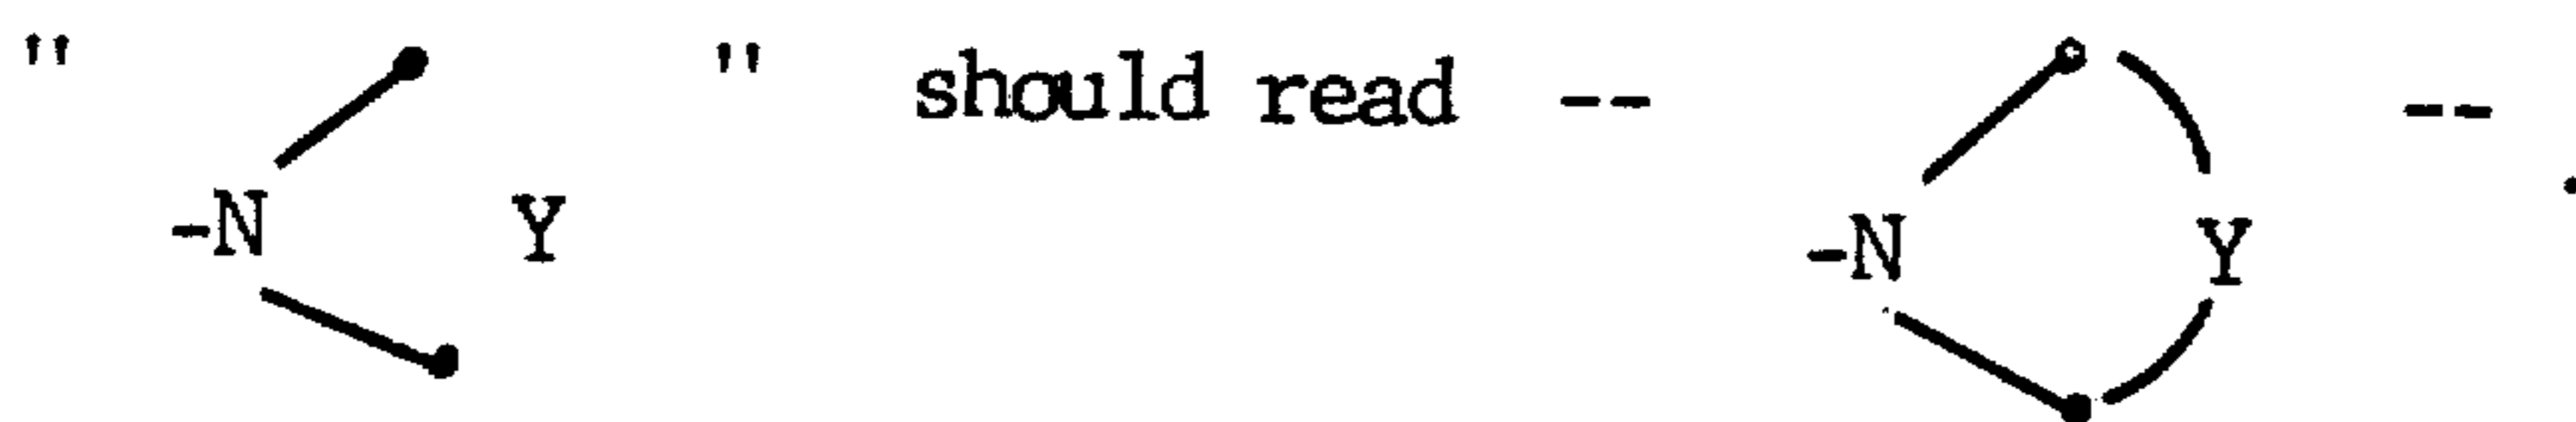 " " should read -- -- .
-N Y -N Y